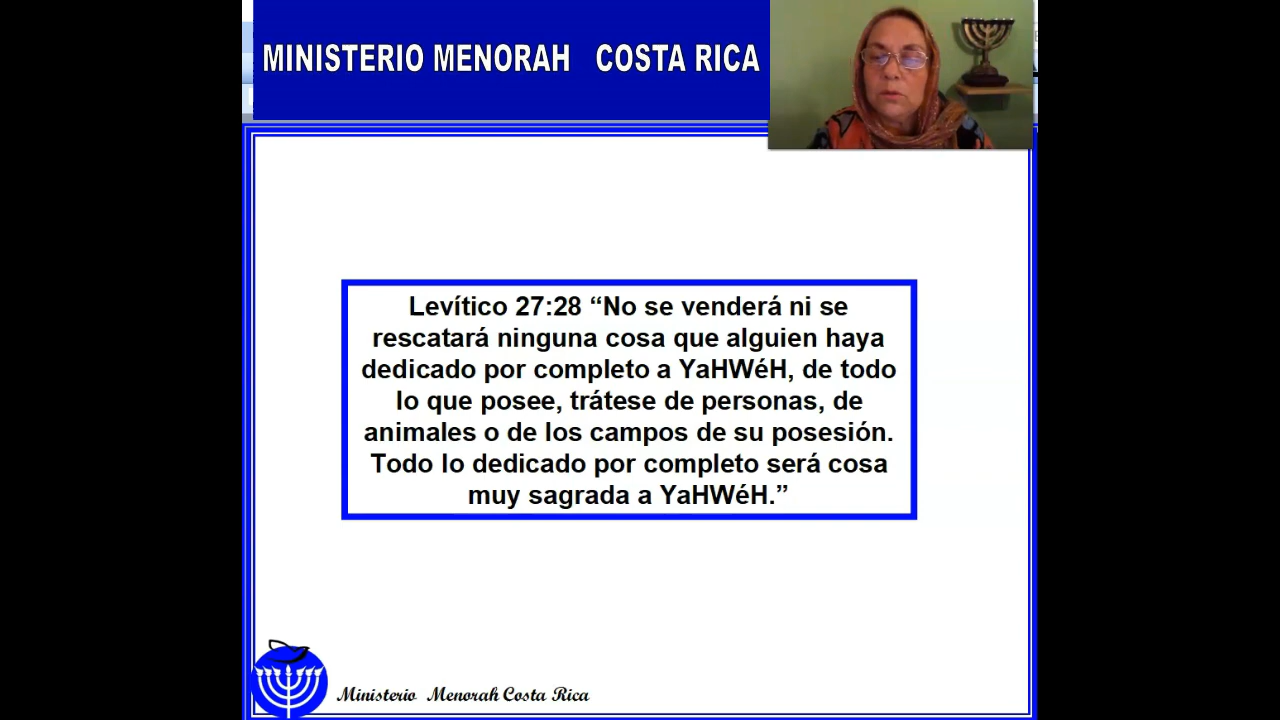 MINISTERIO MENORAH COSTA RICA
Levítico 27:28 “No se venderá ni se
rescatará ninguna cosa que alguien haya
dedicado por completo a YaHWéH, de todo
lo que posee, trátese de personas, de
animales o de los campos de su posesión.
Todo lo dedicado por completo será cosa
muy sagrada a YaHWéH.”
Ministerio Menorah Costa Rica